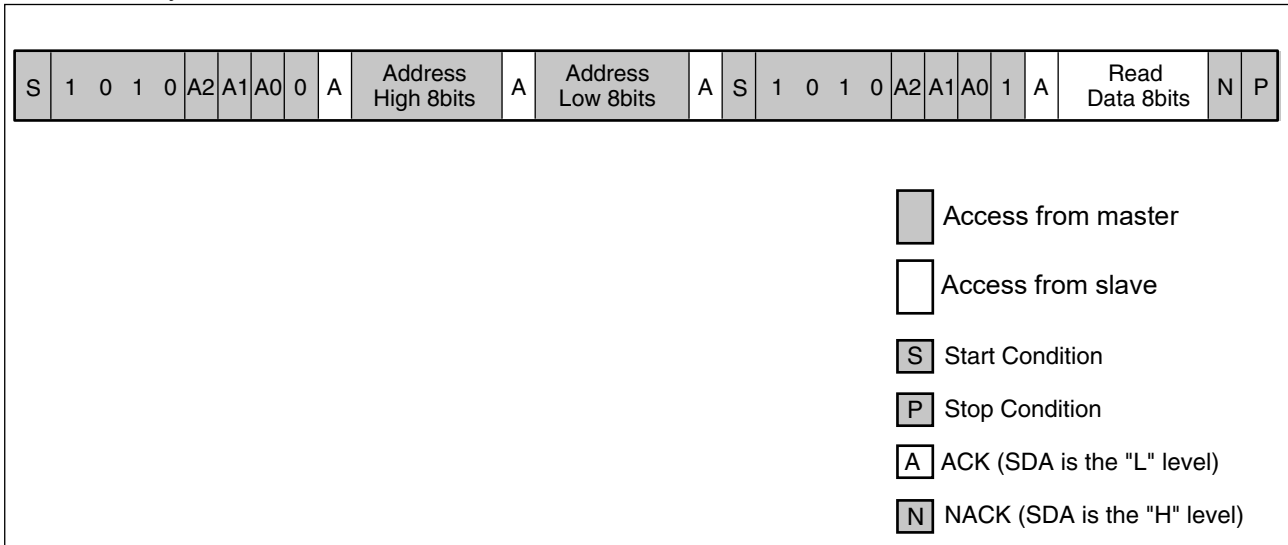 S 1 0 1 0 A2 A1 A0 0 A Address High 8bits A Address Low 8bits A S 1 0 1 0 A2 A1 A0 1 A Read Data 8bits N P
Access from master
Access from slave
S Start Condition
P Stop Condition
A ACK (SDA is the "L" level)
N NACK (SDA is the "H" level)